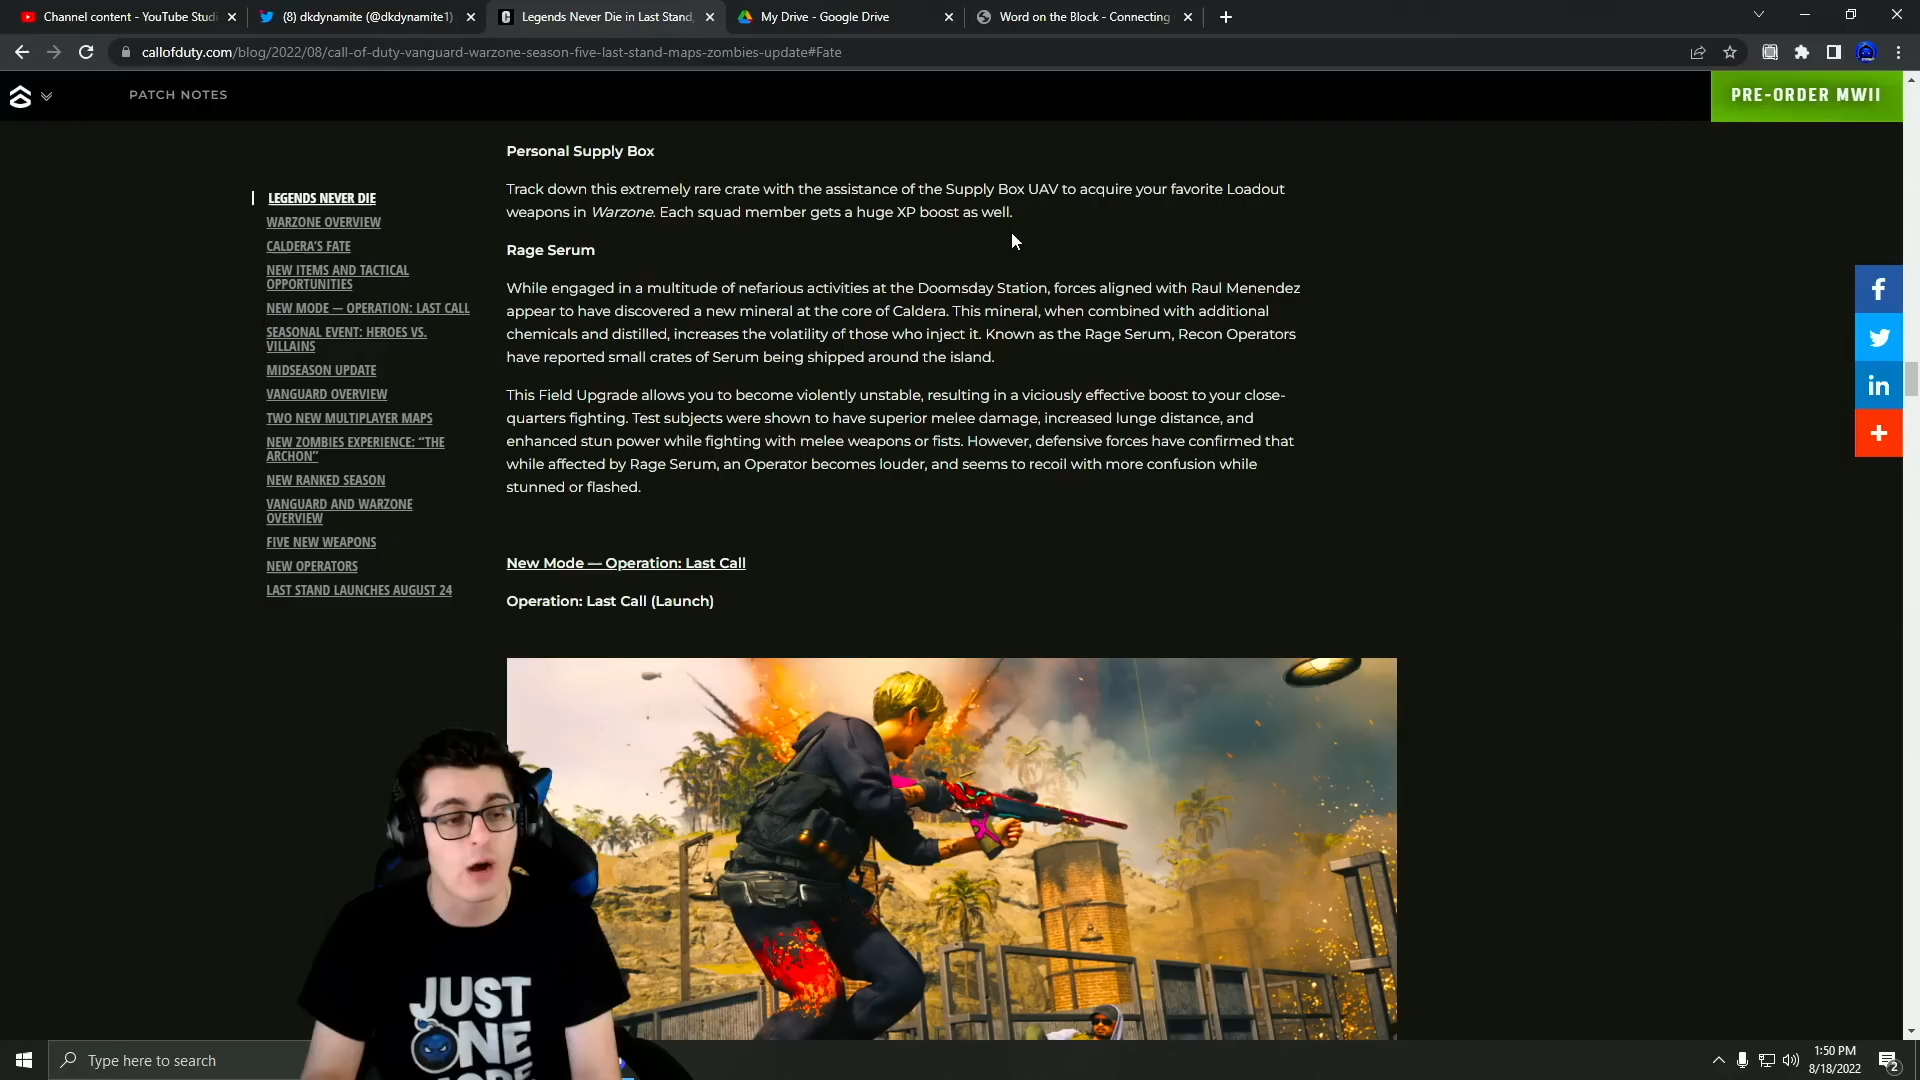 Channel content - YouTube Studi
(8) dkdynamite (@dkdynamite1)
Legends Never Die in Last Stand,
My Drive - Google Drive
Word on the Block - Connecting
callofduty.com/blog/2022/08/call-of-duty-vanguard-warzone-season-five-last-stand-maps-zombies-update#Fate
PATCH NOTES
PRE-ORDER MWII
LEGENDS NEVER DIE
WARZONE OVERVIEW
CALDERA'S FATE
NEW ITEMS AND TACTICAL
OPPORTUNITIES
NEW MODE — OPERATION: LAST CALL
SEASONAL EVENT: HEROES VS.
VILLAINS
MIDSEASON UPDATE
VANGUARD OVERVIEW
TWO NEW MULTIPLAYER MAPS
NEW ZOMBIES EXPERIENCE: “THE
ARCHON”
NEW RANKED SEASON
VANGUARD AND WARZONE
OVERVIEW
FIVE NEW WEAPONS
NEW OPERATORS
LAST STAND LAUNCHES AUGUST 24
Personal Supply Box
Track down this extremely rare crate with the assistance of the Supply Box UAV to acquire your favorite Loadout
weapons in Warzone. Each squad member gets a huge XP boost as well.
Rage Serum
While engaged in a multitude of nefarious activities at the Doomsday Station, forces aligned with Raul Menendez
appear to have discovered a new mineral at the core of Caldera. This mineral, when combined with additional
chemicals and distilled, increases the volatility of those who inject it. Known as the Rage Serum, Recon Operators
have reported small crates of Serum being shipped around the island.
This Field Upgrade allows you to become violently unstable, resulting in a viciously effective boost to your close-
quarters fighting. Test subjects were shown to have superior melee damage, increased lunge distance, and
enhanced stun power while fighting with melee weapons or fists. However, defensive forces have confirmed that
while affected by Rage Serum, an Operator becomes louder, and seems to recoil with more confusion while
stunned or flashed.
New Mode — Operation: Last Call
Operation: Last Call (Launch)
f
in
+
JUST
ONE
MORE
Type here to search
1:50 PM
8/18/2022
2